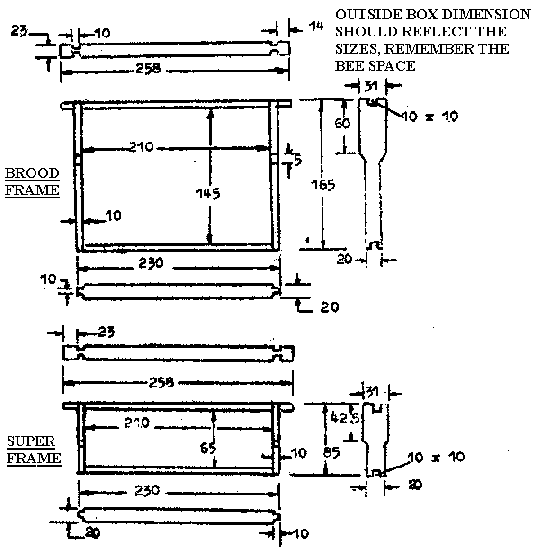 OUTSIDE BOX DIMENSION
SHOULD REFLECT THE
SIZES, REMEMBER THE
BEE SPACE
23
10
14
258
31
10 x 10
60
210
5
BROOD
FRAME
145
165
10
20
230
10
20
23
258
31
210
65
42.5
85
10
10 x 10
SUPER
FRAME
230
20
20
10